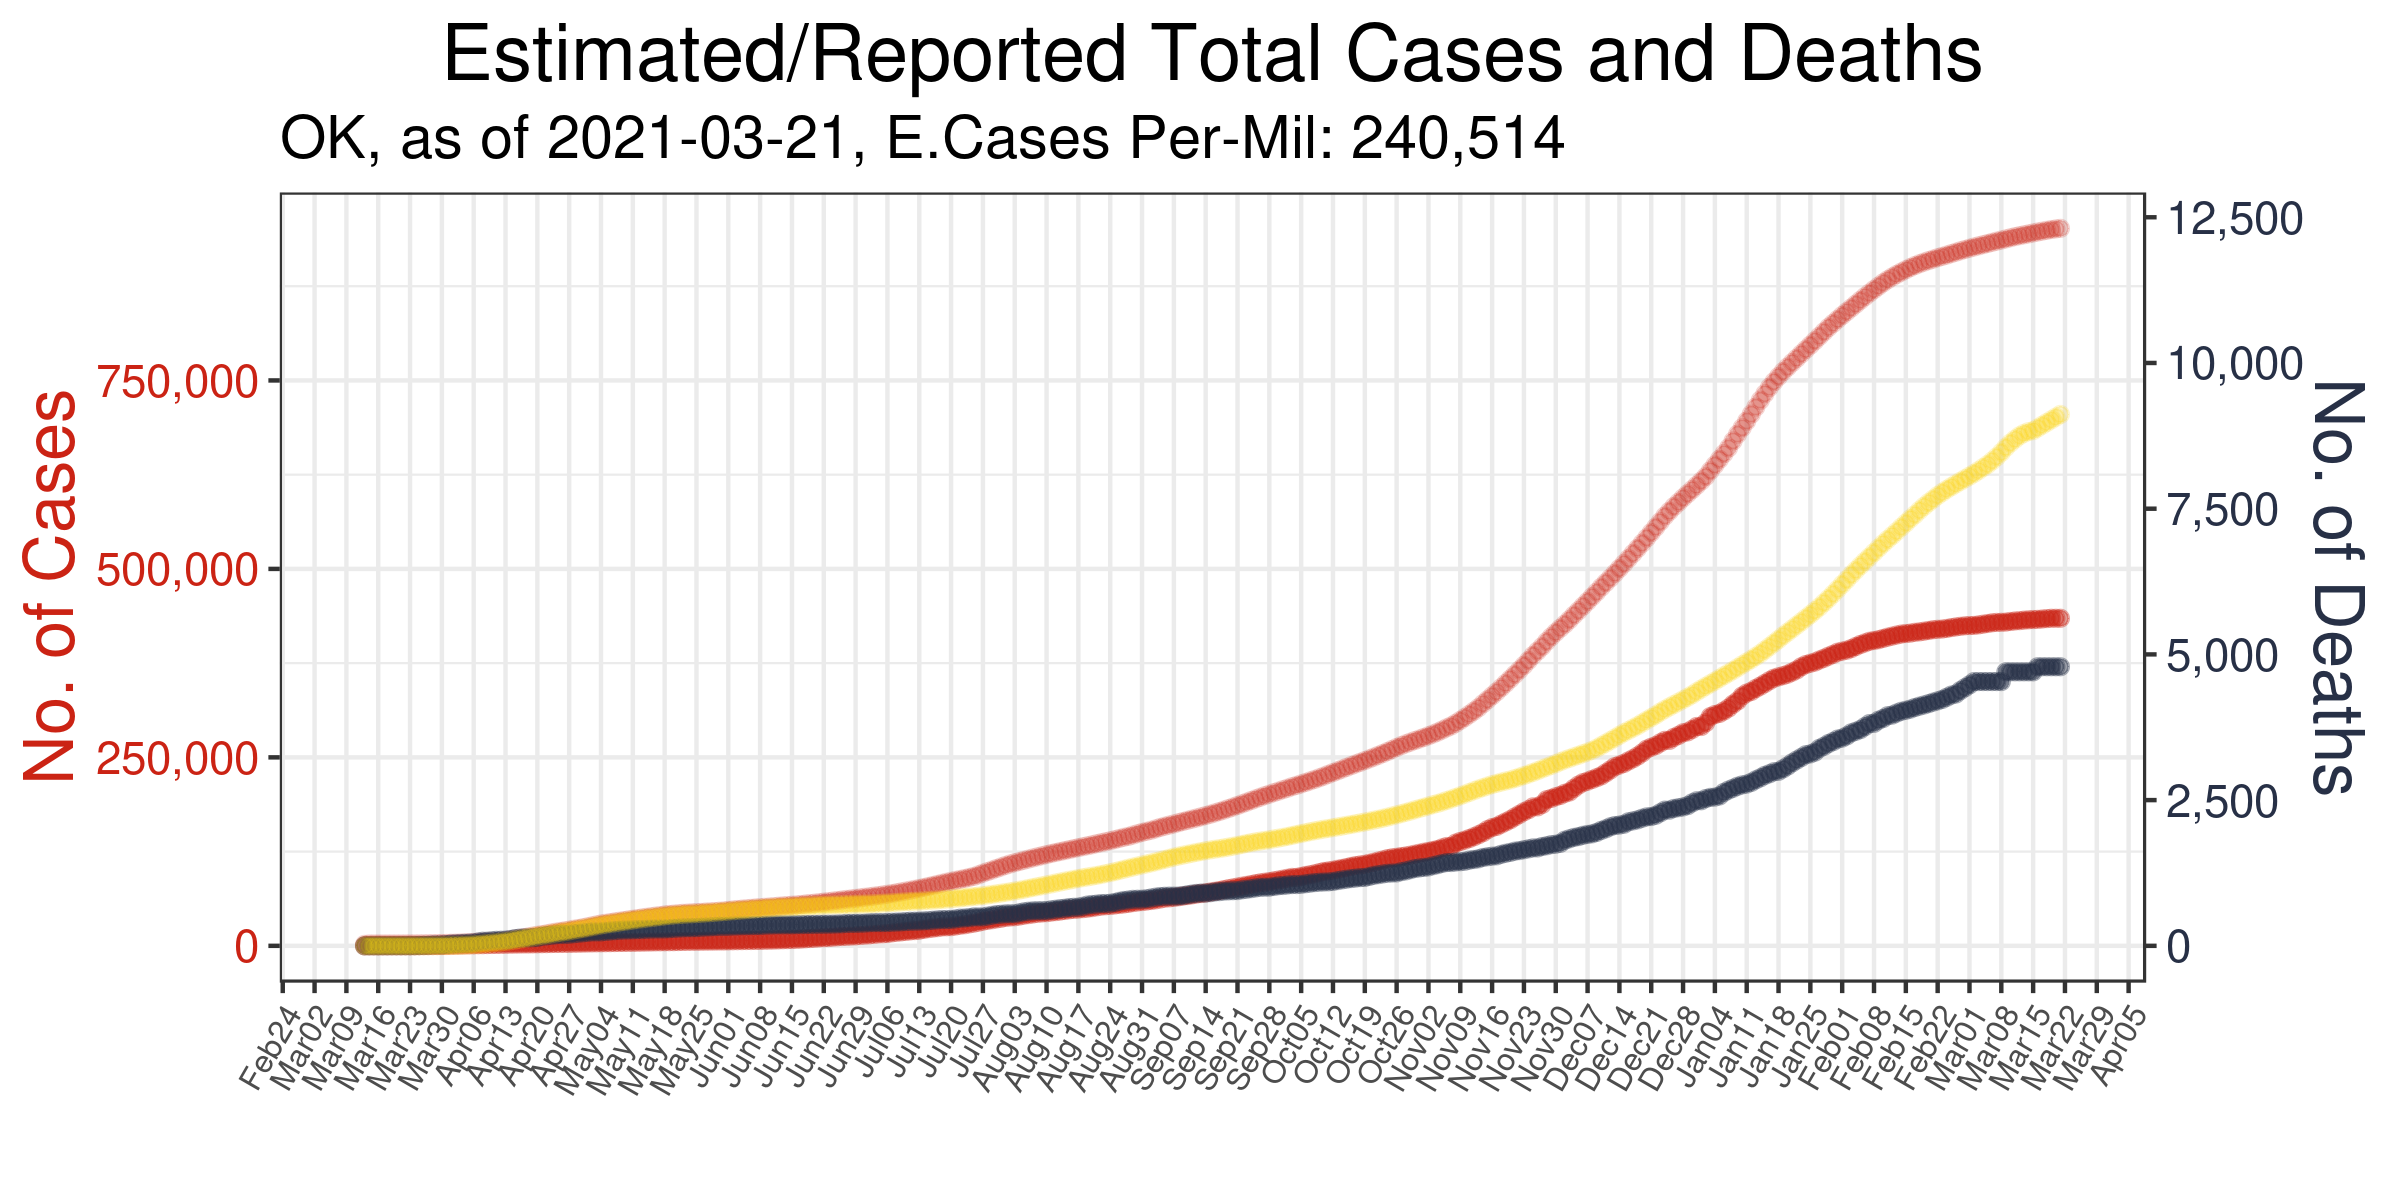 Estimated/Reported Total Cases and Deaths
OK, as of 2021-03-21, E.Cases Per-Mil: 240,514
No. of Cases
750,000
500,000
250,000
0
12,500
10,000
7,500
5,000
2,500
0
No. of Deaths
Feb24
Mar02
Mar09
Mar16
Mar23
Mar30
Apr06
Apr13
Apr20
Apr27
May04
May11
May18
May25
Jun01
Jun08
Jun15
Jun22
Jun29
Jul06
Jul13
Jul20
Jul27
Aug03
Aug10
Aug17
Aug24
Aug31
Sep07
Sep14
Sep21
Sep28
Oct05
Oct12
Oct19
Oct26
Nov02
Nov09
Nov16
Nov23
Nov30
Dec07
Dec14
Dec21
Dec28
Dec04
Jan11
Jan18
Jan25
Feb01
Feb08
Feb15
Feb22
Mar01
Mar08
Mar15
Mar22
Mar29
Apr05